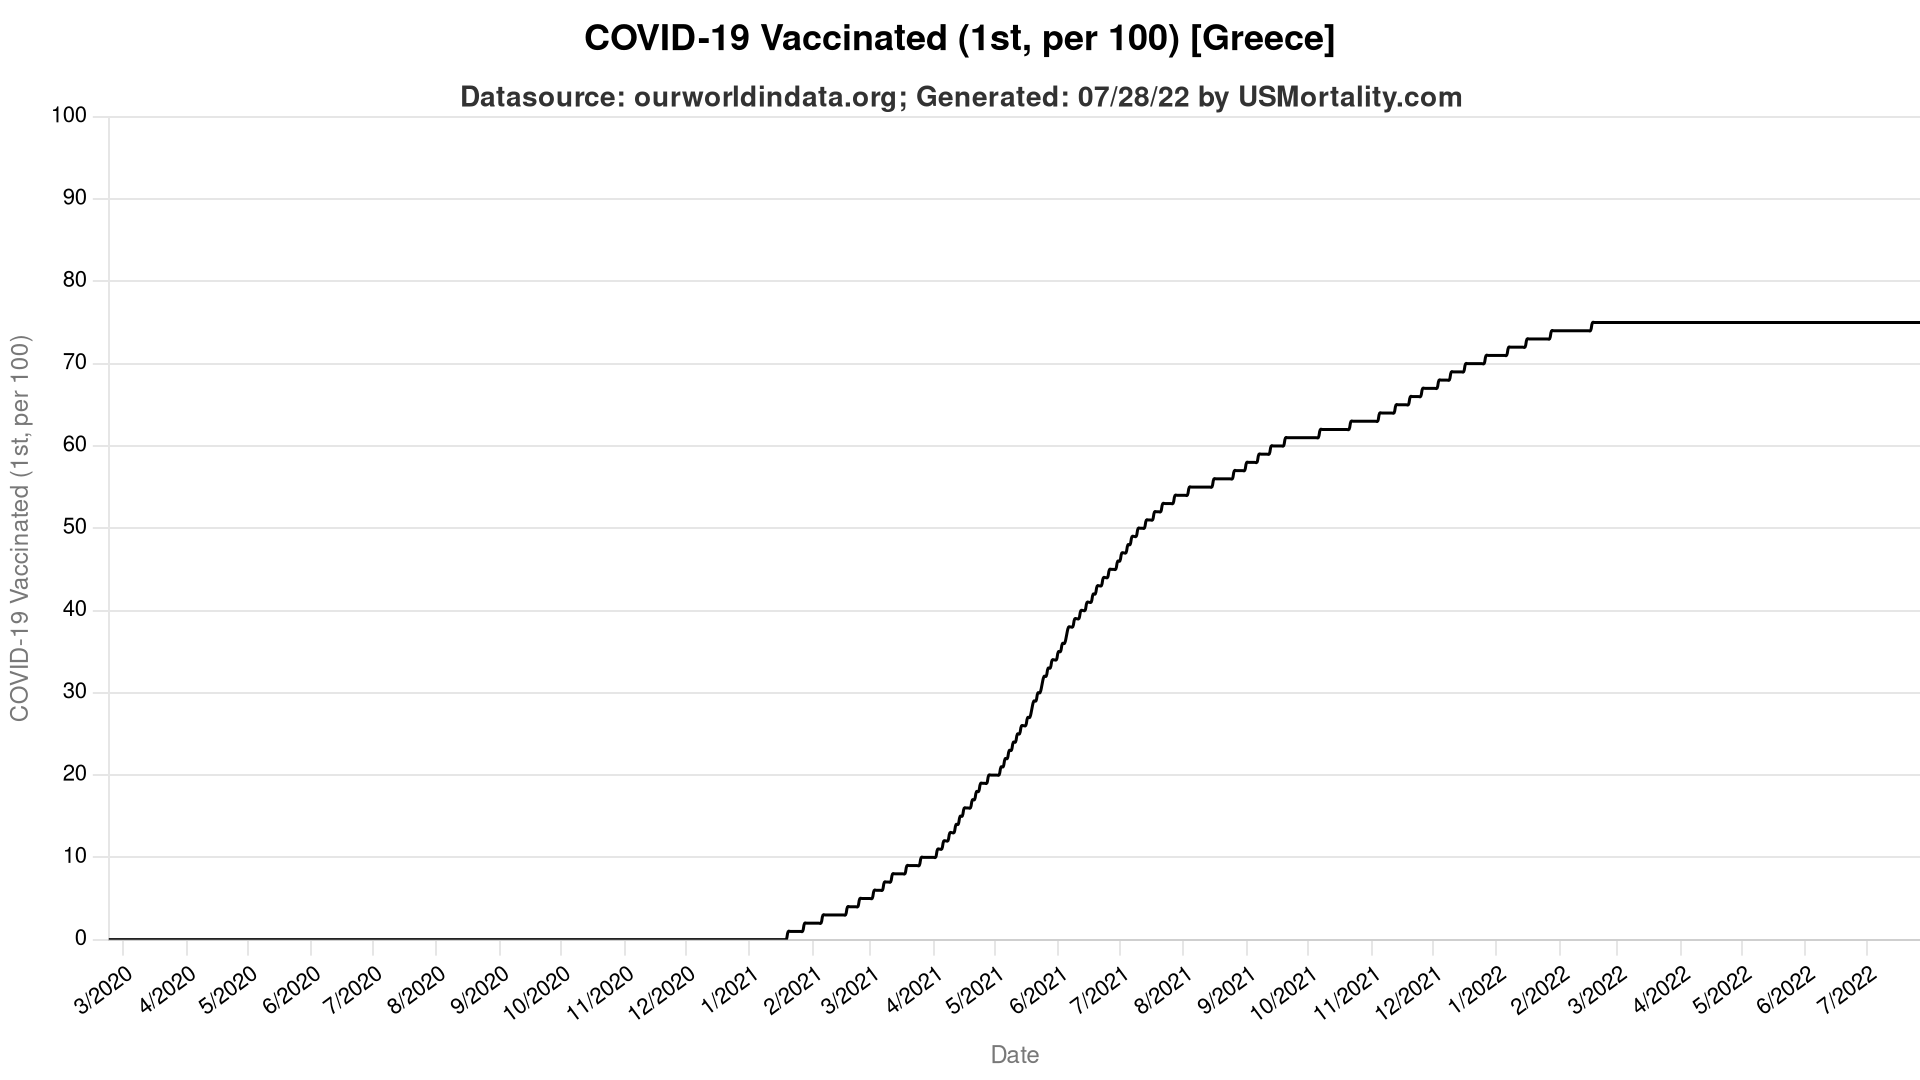 COVID-19 Vaccinated (1st, per 100) [Greece]
Datasource: ourworldindata.org; Generated: 07/28/22 by USMortality.com
100
90
80
70
60
50
40
30
20
10
0
COVID-19 Vaccinated (1st, per 100)
3/2020 4/2020 5/2020 6/2020 7/2020 8/2020 9/2020 10/2020 11/2020 12/2020 1/2021 2/2021 3/2021 4/2021 5/2021 6/2021 7/2021 8/2021 9/2021 10/2021 11/2021 12/2021 1/2022 2/2022 3/2022 4/2022 5/2022 6/2022 7/2022
Date